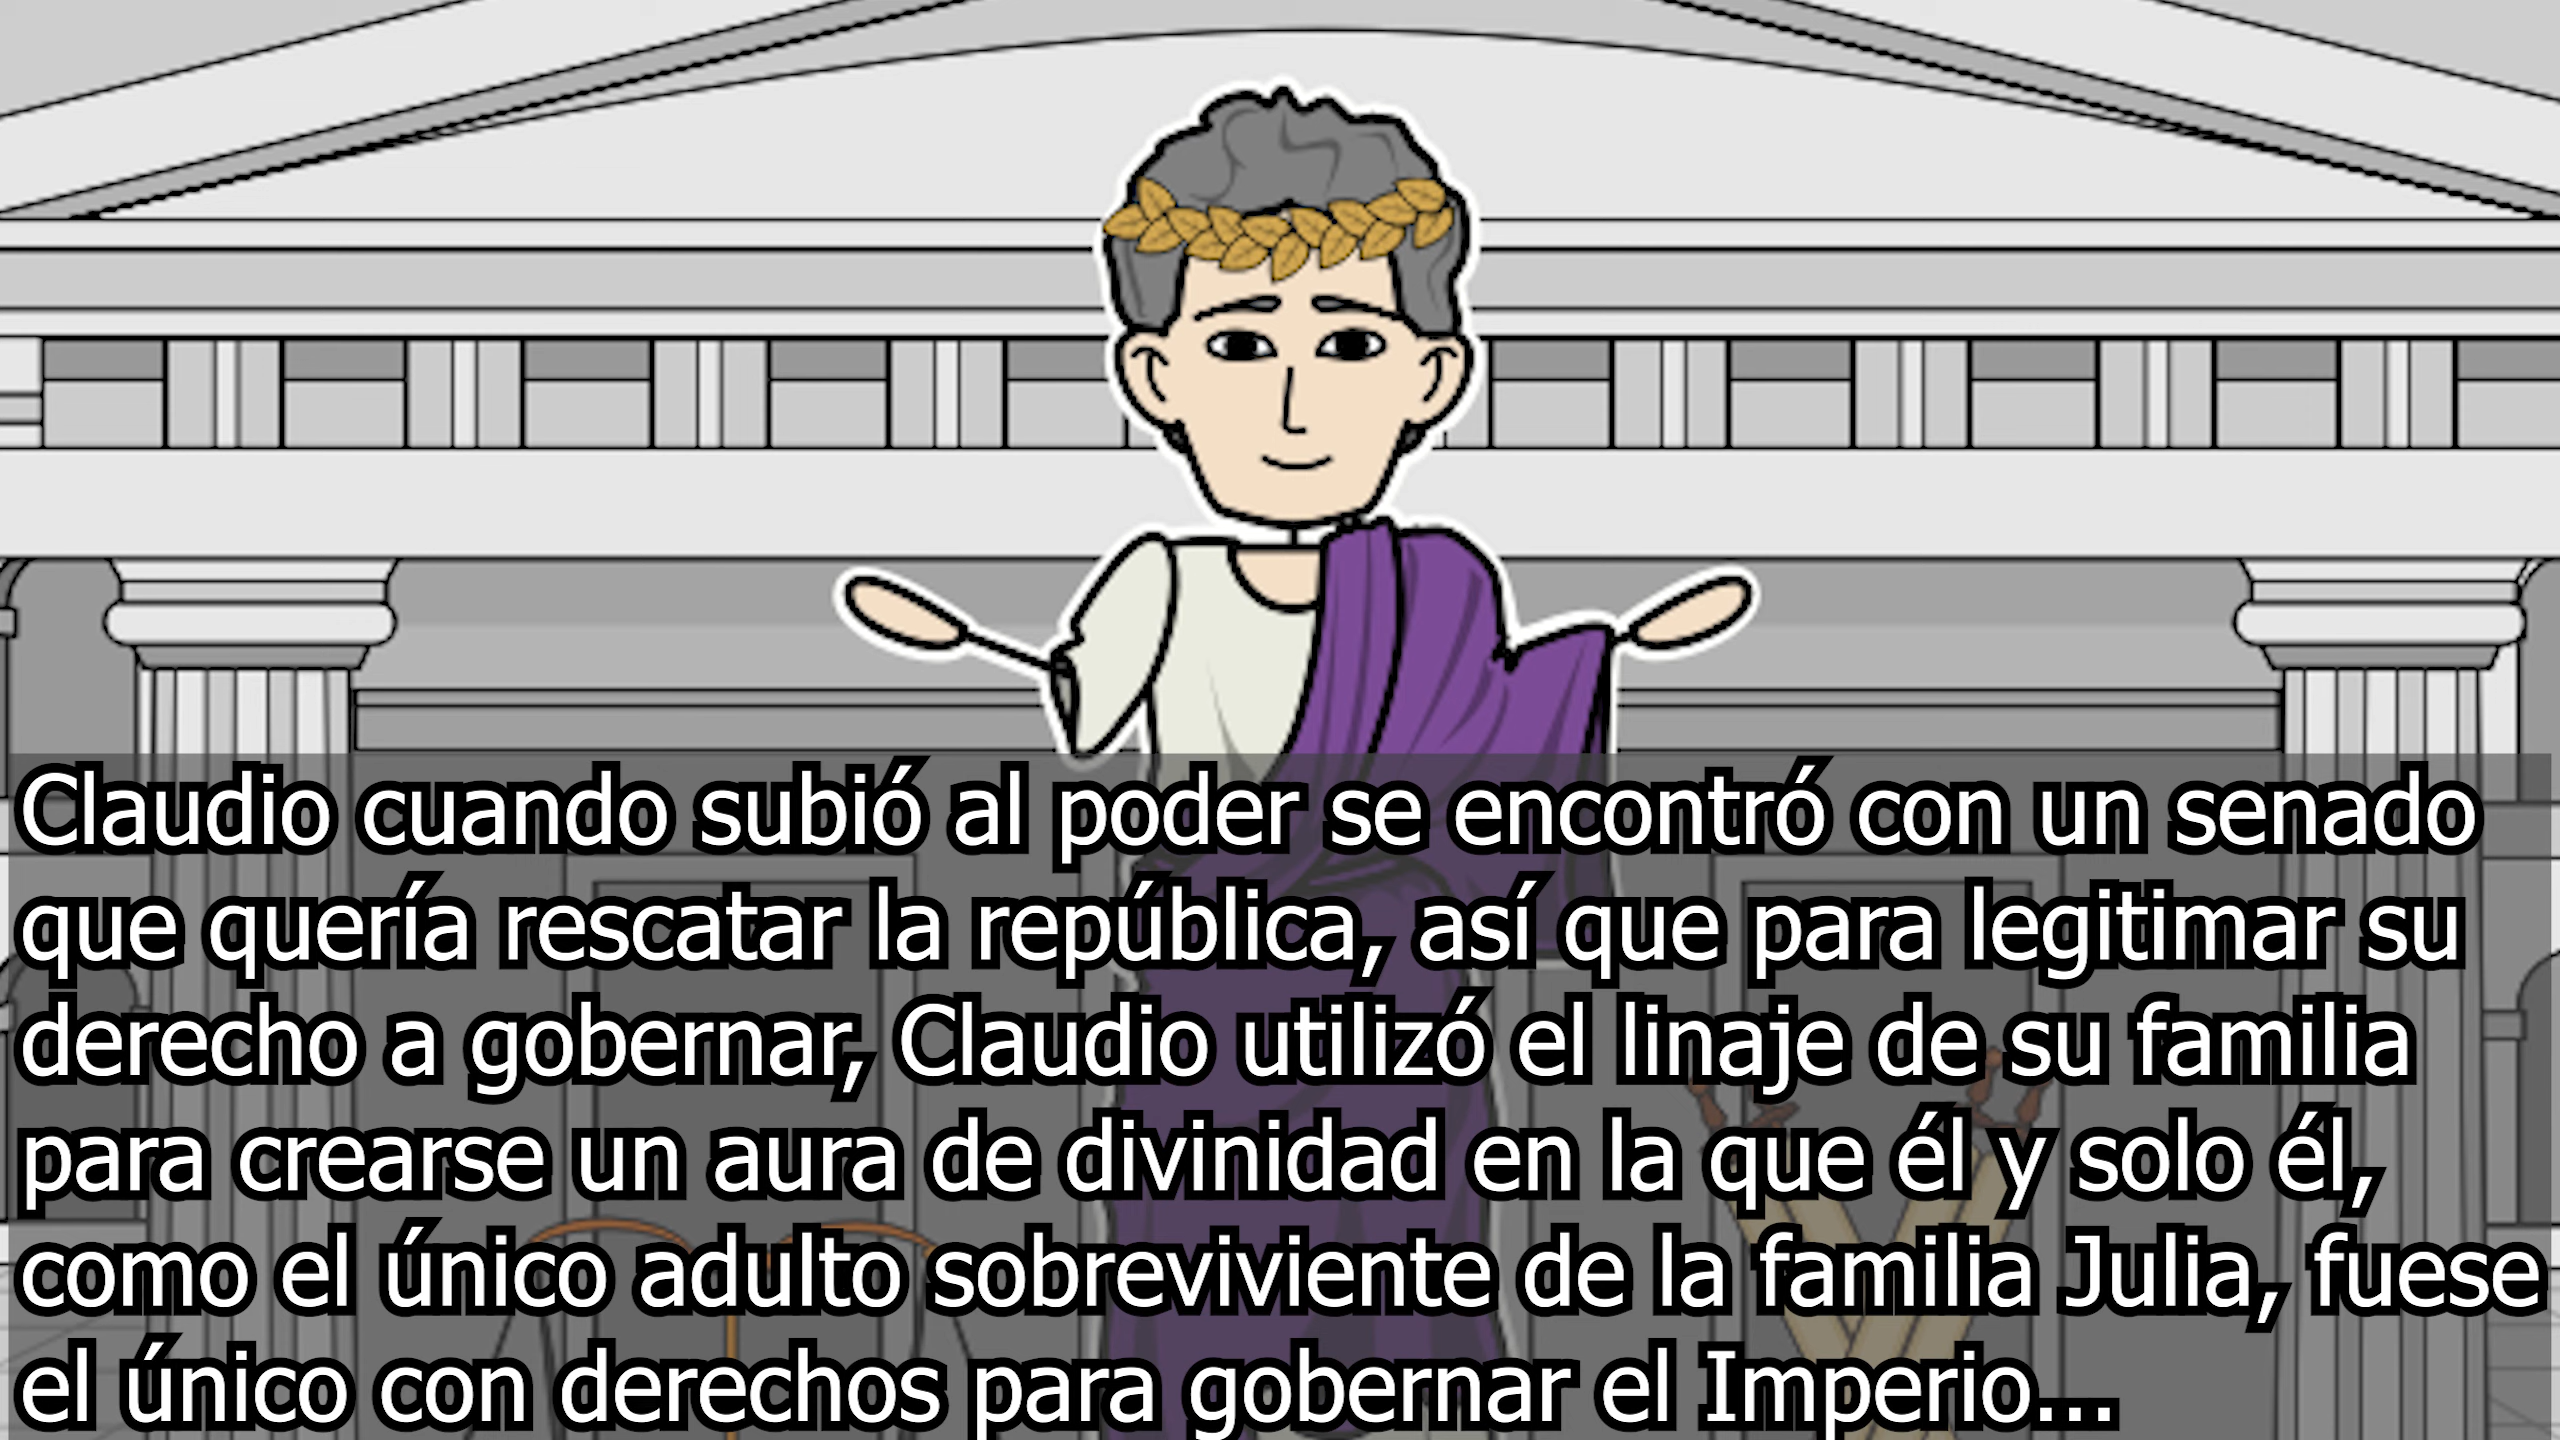 Claudio cuando subió al poder se encontró con un senado
que quería rescatar la república, así que para legitimar su
derecho a gobernar, Claudio utilizó el linaje de su familia
para crearse un aura de divinidad en la que él y solo él,
como el único adulto sobreviviente de la familia Julia, fuese
el único con derechos para gobernar el Imperio...